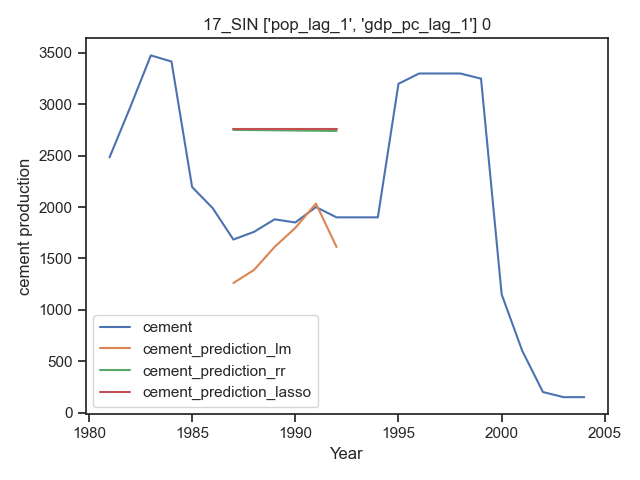 17_SIN ['pop_lag_1', 'gdp_pc_lag_1'] 0
cement production
3500
3000
2500
2000
1500
1000
500
0
cement
cement_prediction_lm
cement_prediction_rr
cement_prediction_lasso
1980
1985
1990
1995
2000
2005
Year